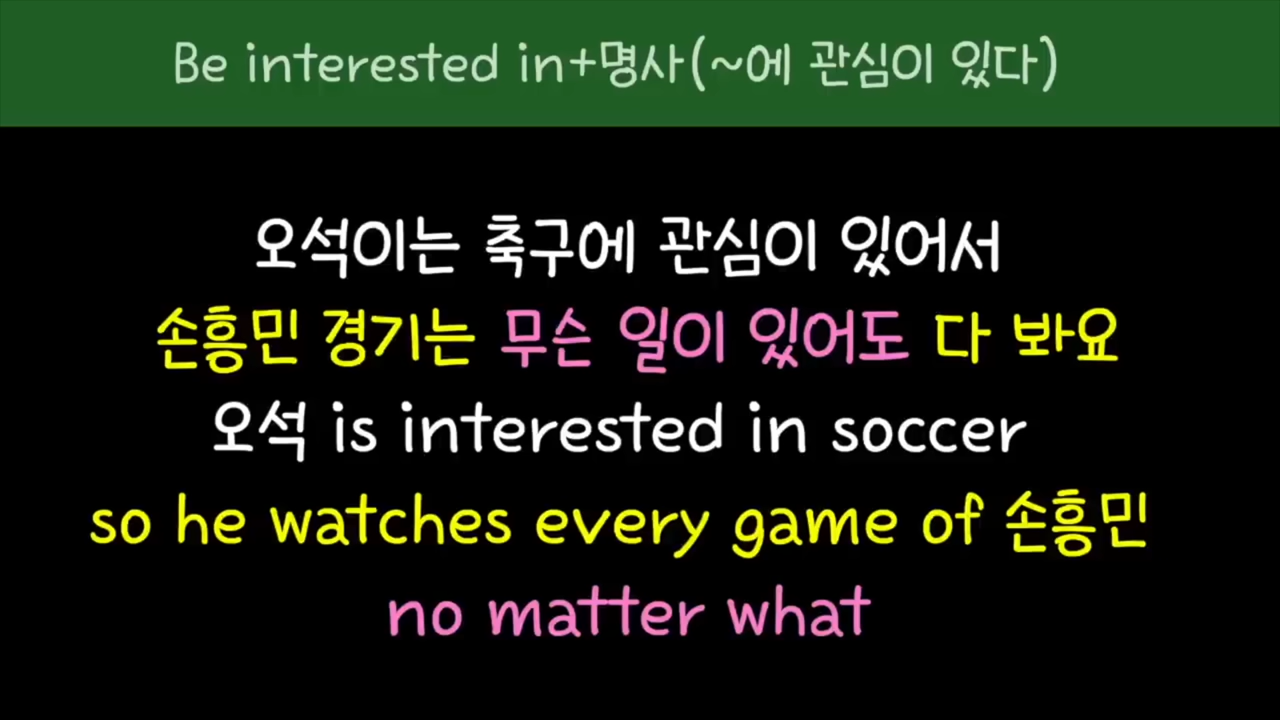 Be interested in+명사(~에 관심이 있다)
오석이는 축구에 관심이 있어서
손흥민 경기는 무슨 일이 있어도 다 봐요
오석 is interested in soccer
so he watches every game of 손흥민
no matter what